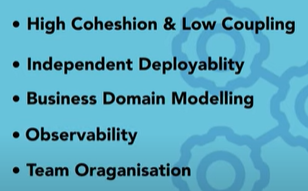 • High Coheshion & Low Coupling
• Independent Deployablity
• Business Domain Modelling
• Observability
• Team Oraganisation